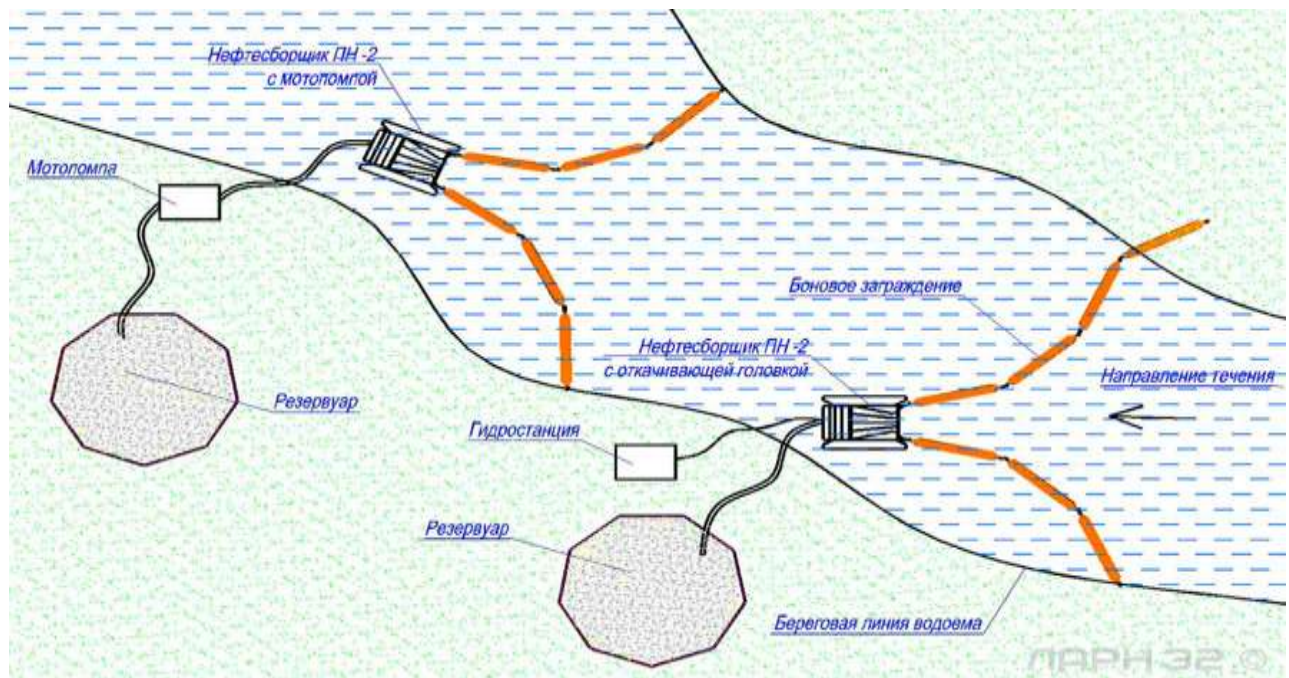 Нефтесборщик ПН -2
с мотопомпой
Мотопомпа
Боновое заграждение
Нефтесборщик ПН -2
с откачивающей головкой
Направление течения
Резервуар
Гидростанция
Резервуар
Береговая линия водоема
ЛАРН 32 ©